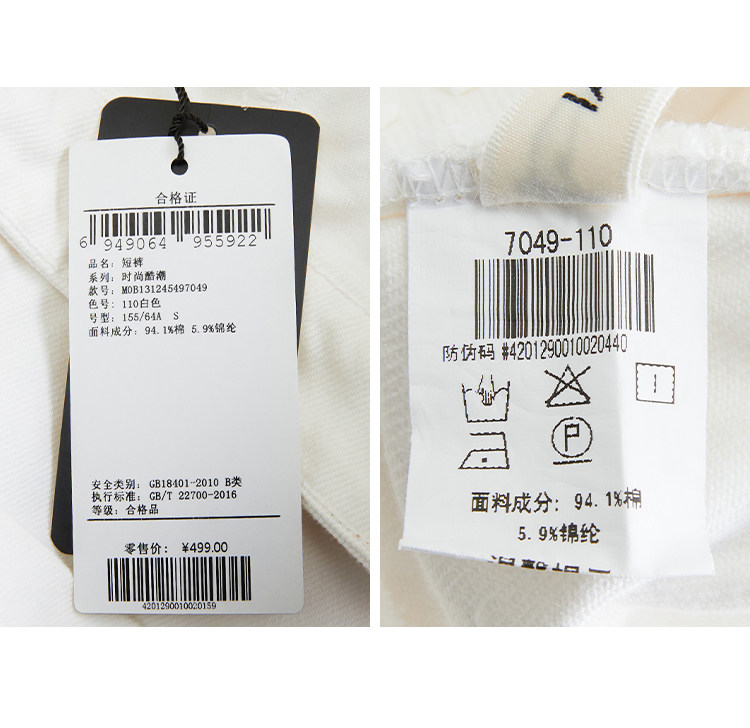 合格证
6 949064 955922
品名: 短裤
系列: 时尚酷潮
款号: MOB131245497049
色号: 110白色
号型: 155/64A S
面料成分: 94.1%棉 5.9%锦纶
安全类别: GB18401-2010 B类
执行标准: GB/T 22700-2016
等级: 合格品
零售价: ¥499.00
4201290010020159
7049-110
防伪码 #4201290010020440
P
面料成分: 94.1%棉
5.9%锦纶